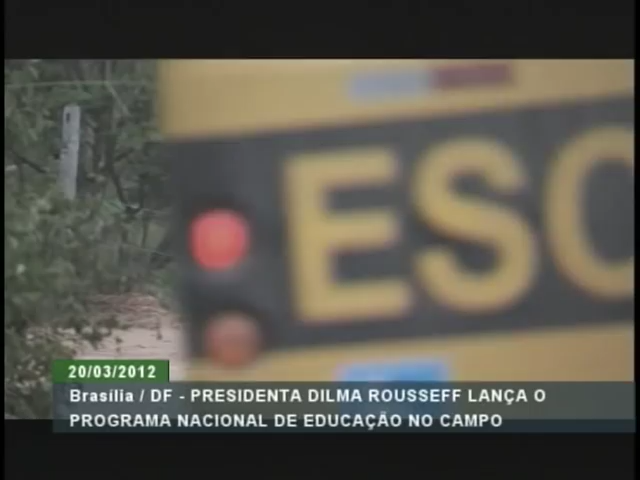 ESC
20/03/2012
Brasília / DF - PRESIDENTA DILMA ROUSSEFF LANÇA O
PROGRAMA NACIONAL DE EDUCAÇÃO NO CAMPO